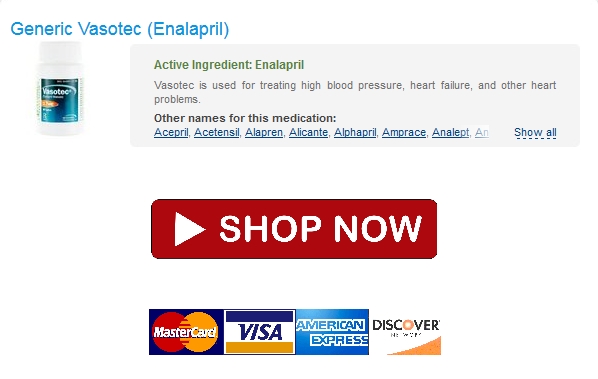 Generic Vasotec (Enalapril)
Active Ingredient: Enalapril
Vasotec is used for treating high blood pressure, heart failure, and other heart
problems.
Other names for this medication:
Acepril, Acetensil, Alapren, Alicante, Alphapril, Amprace, Analept, An
Show all
Vasotec
SHOP NOW
MasterCard
VISA
AMERICAN
EXPRESS
DISCOVER
NETWORK